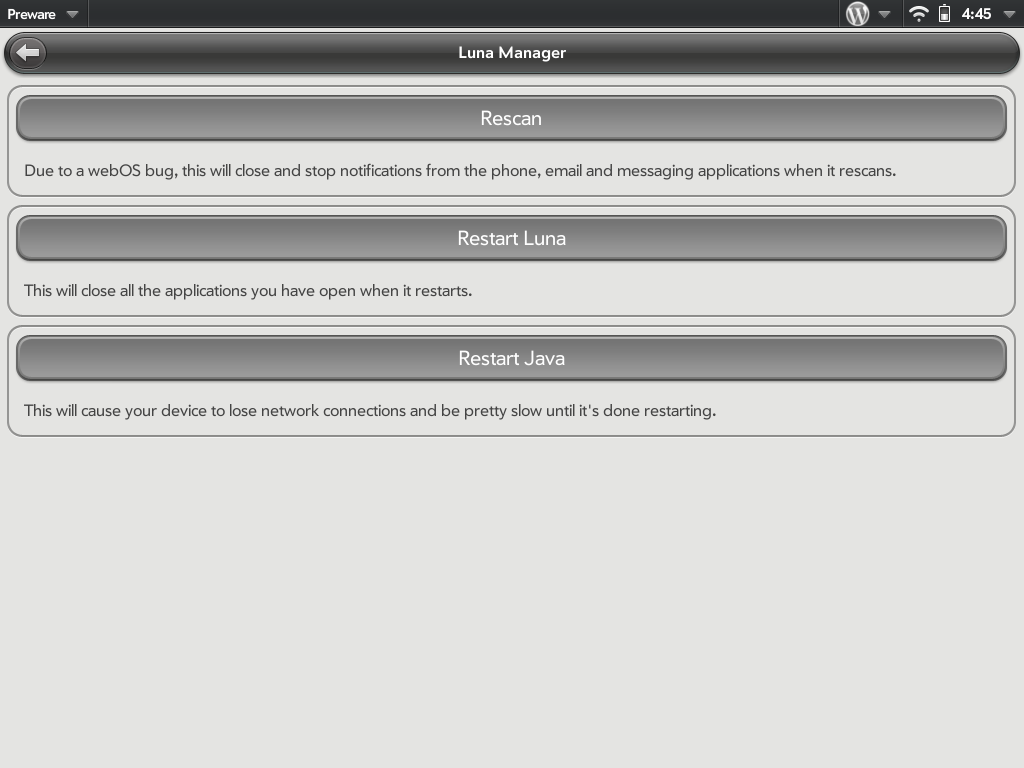 Preware
4:45
Luna Manager
Rescan
Due to a webOS bug, this will close and stop notifications from the phone, email and messaging applications when it rescans.
Restart Luna
This will close all the applications you have open when it restarts.
Restart Java
This will cause your device to lose network connections and be pretty slow until it's done restarting.